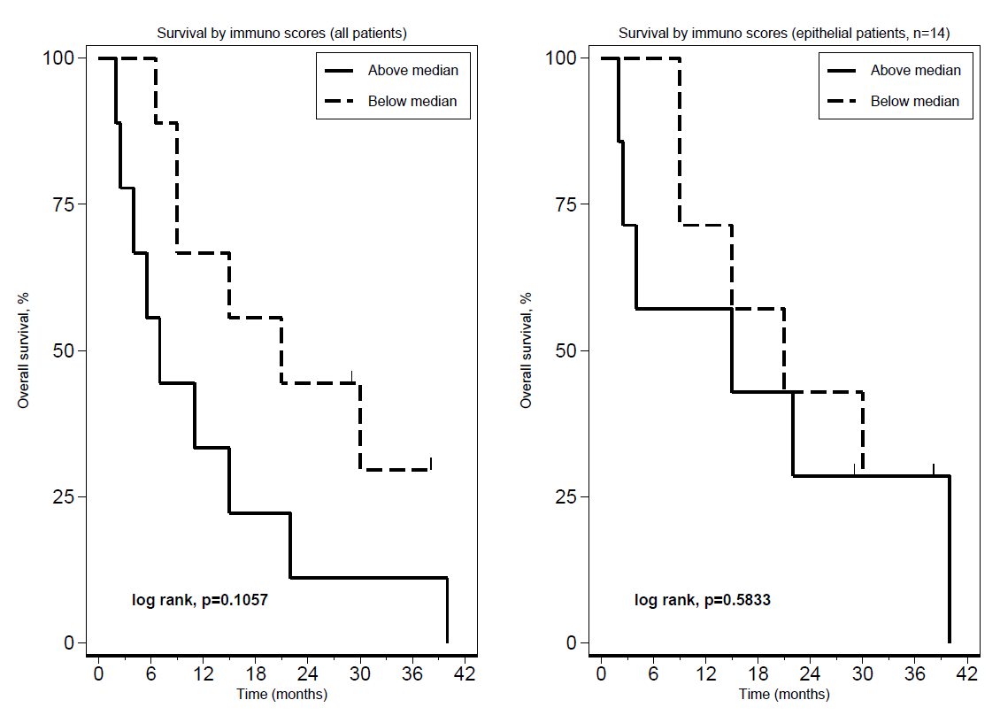 Survival by immuno scores (all patients)
Above median
Below median
100
75
50
25
0
Overall survival, %
log rank, p=0.1057
0 6 12 18 24 30 36 42
Time (months)
Survival by immuno scores (epithelial patients, n=14)
Above median
Below median
100
75
50
25
0
Overall survival, %
log rank, p=0.5833
0 6 12 18 24 30 36 42
Time (months)